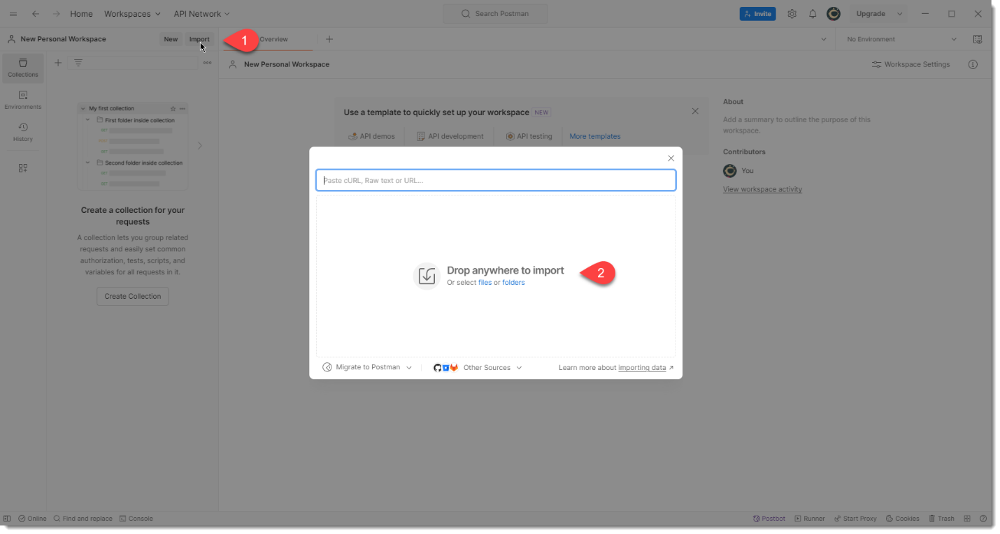 Home Workspaces API Network Search Postman Invite Upgrade
New Personal Workspace New Import 1 Overview No Environment
Collections
Environments
History
New Personal Workspace Workspace Settings
My first collection
First folder inside collection
GET
GET
Second folder inside collection
GET
GET
Create a collection for your
requests
A collection lets you group related
requests and easily set common
authorization, tests, scripts, and
variables for all requests in it.
Create Collection
Use a template to quickly set up your workspace NEW
API demos API development API testing More templates
Paste cURL, Raw text or URL...
Drop anywhere to import
Or select files or folders
2
Migrate to Postman Other Sources Learn more about importing data
About
Add a summary to outline the purpose of this
workspace.
Contributors
You
View workspace activity
Online Find and replace Console Postbot Runner Start Proxy Cookies Trash